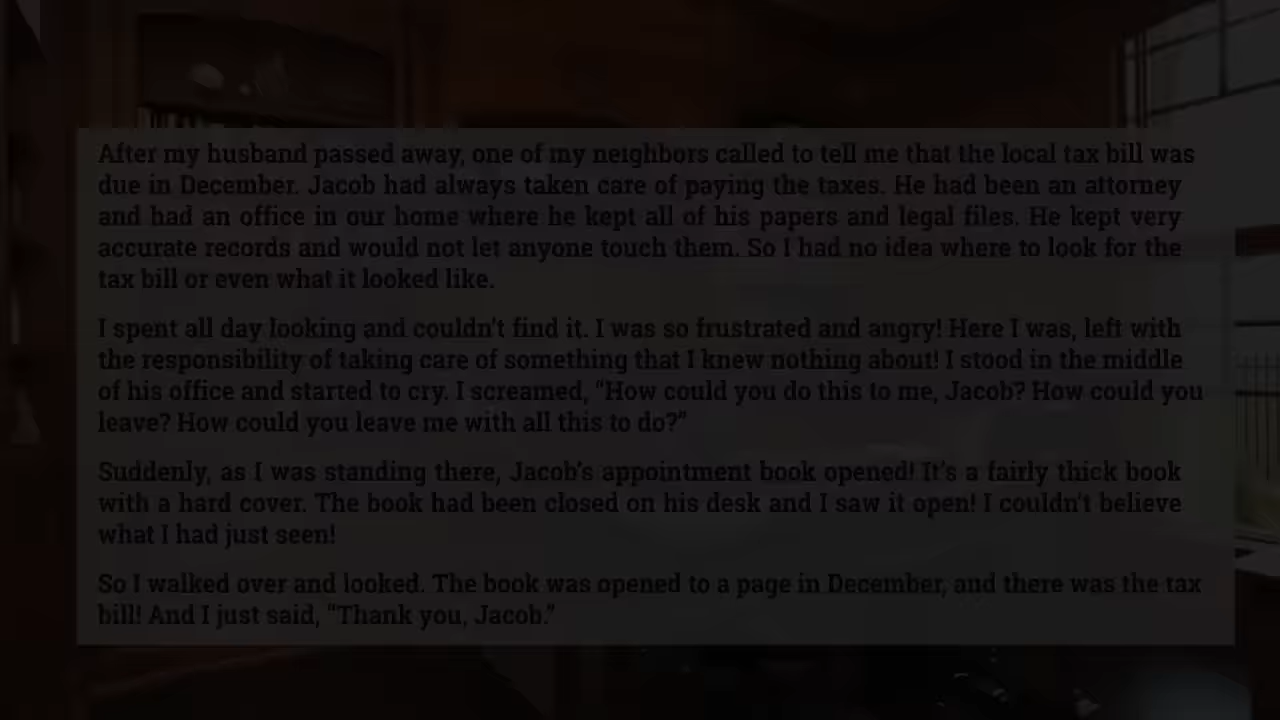 After my husband passed away, one of my neighbors called to tell me that the local tax bill was
due in December. Jacob had always taken care of paying the taxes. He had been an attorney
and had an office in our home where he kept all of his papers and legal files. He kept very
accurate records and would not let anyone touch them. So I had no idea where to look for the
tax bill or even what it looked like.
I spent all day looking and couldn't find it. I was so frustrated and angry! Here I was, left with
the responsibility of taking care of something that I knew nothing about! I stood in the middle
of his office and started to cry. I screamed, "How could you do this to me, Jacob? How could you
leave? How could you leave me with all this to do?"
Suddenly, as I was standing there, Jacob's appointment book opened! It's a fairly thick book
with a hard cover. The book had been closed on his desk and I saw it open! I couldn't believe
what I had just seen!
So I walked over and looked. The book was opened to a page in December, and there was the tax
bill! And I just said, "Thank you, Jacob."